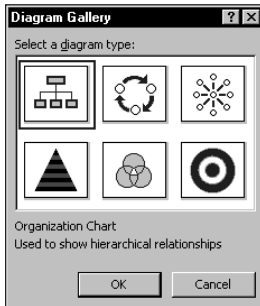 Diagram Gallery
Select a diagram type:
Organization Chart
Used to show hierarchical relationships
OK Cancel